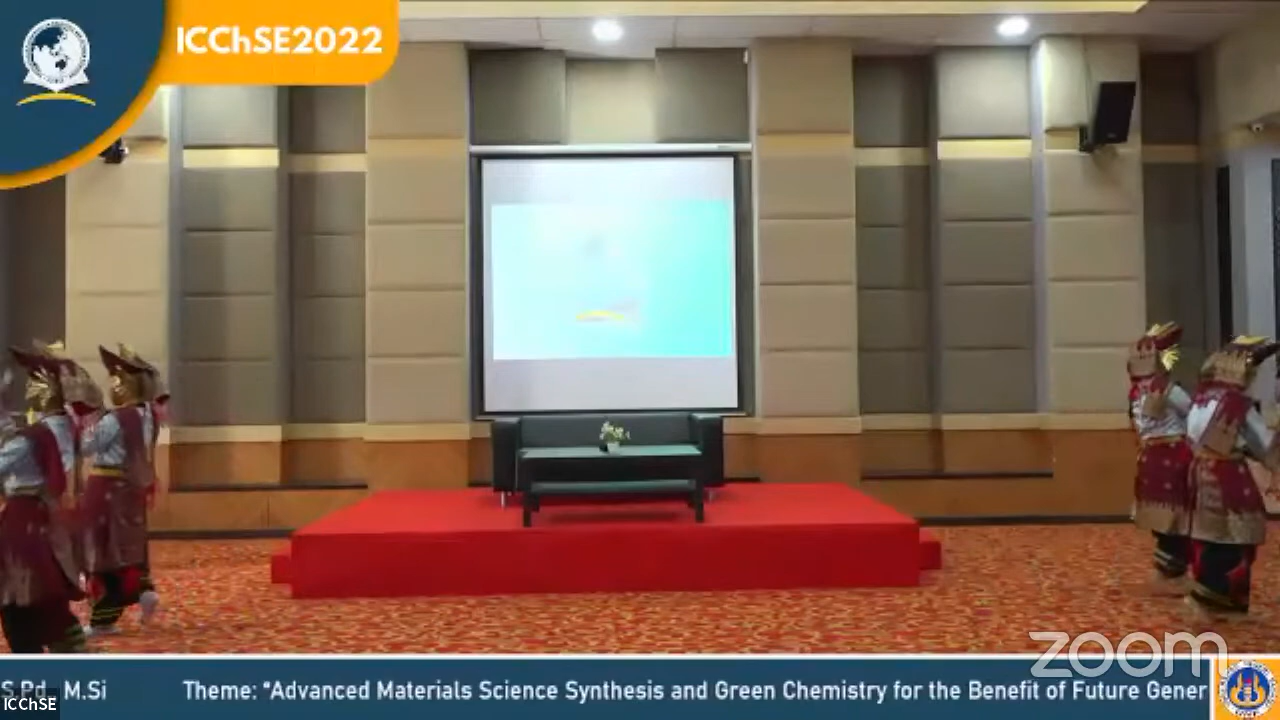 ICChSE2022
zoom
S.Pd., M.Si
Theme: "Advanced Materials Science Synthesis and Green Chemistry for the Benefit of Future Gener
ICChSE